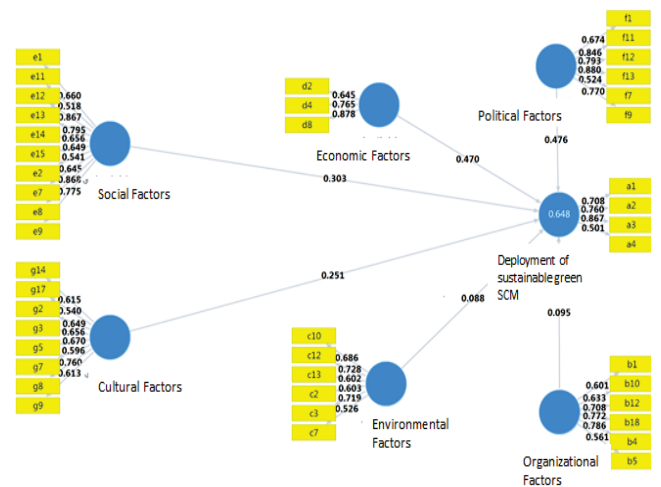 e1
e11
e12
e13
e14
e15
e2
e7
e8
e9
0.660
0.518
0.867
0.795
0.656
0.649
0.541
0.645
0.868
0.775
Social Factors
d2
d4
d8
0.645
0.765
0.878
Economic Factors
f1
f11
f12
f13
f7
f9
0.674
0.846
0.793
0.880
0.524
0.770
Political Factors
0.476
0.470
0.303
0.251
0.088
0.095
0.648
a1
a2
a3
a4
0.708
0.760
0.867
0.501
Deployment of
sustainable green
SCM
g14
g17
g2
g3
g5
g7
g8
g9
0.615
0.540
0.649
0.656
0.670
0.596
0.760
0.613
Cultural Factors
c10
c12
c13
c2
c3
c7
0.686
0.728
0.602
0.603
0.719
0.526
Environmental
Factors
b1
b10
b12
b18
b4
b5
0.601
0.633
0.708
0.772
0.786
0.561
Organizational
Factors